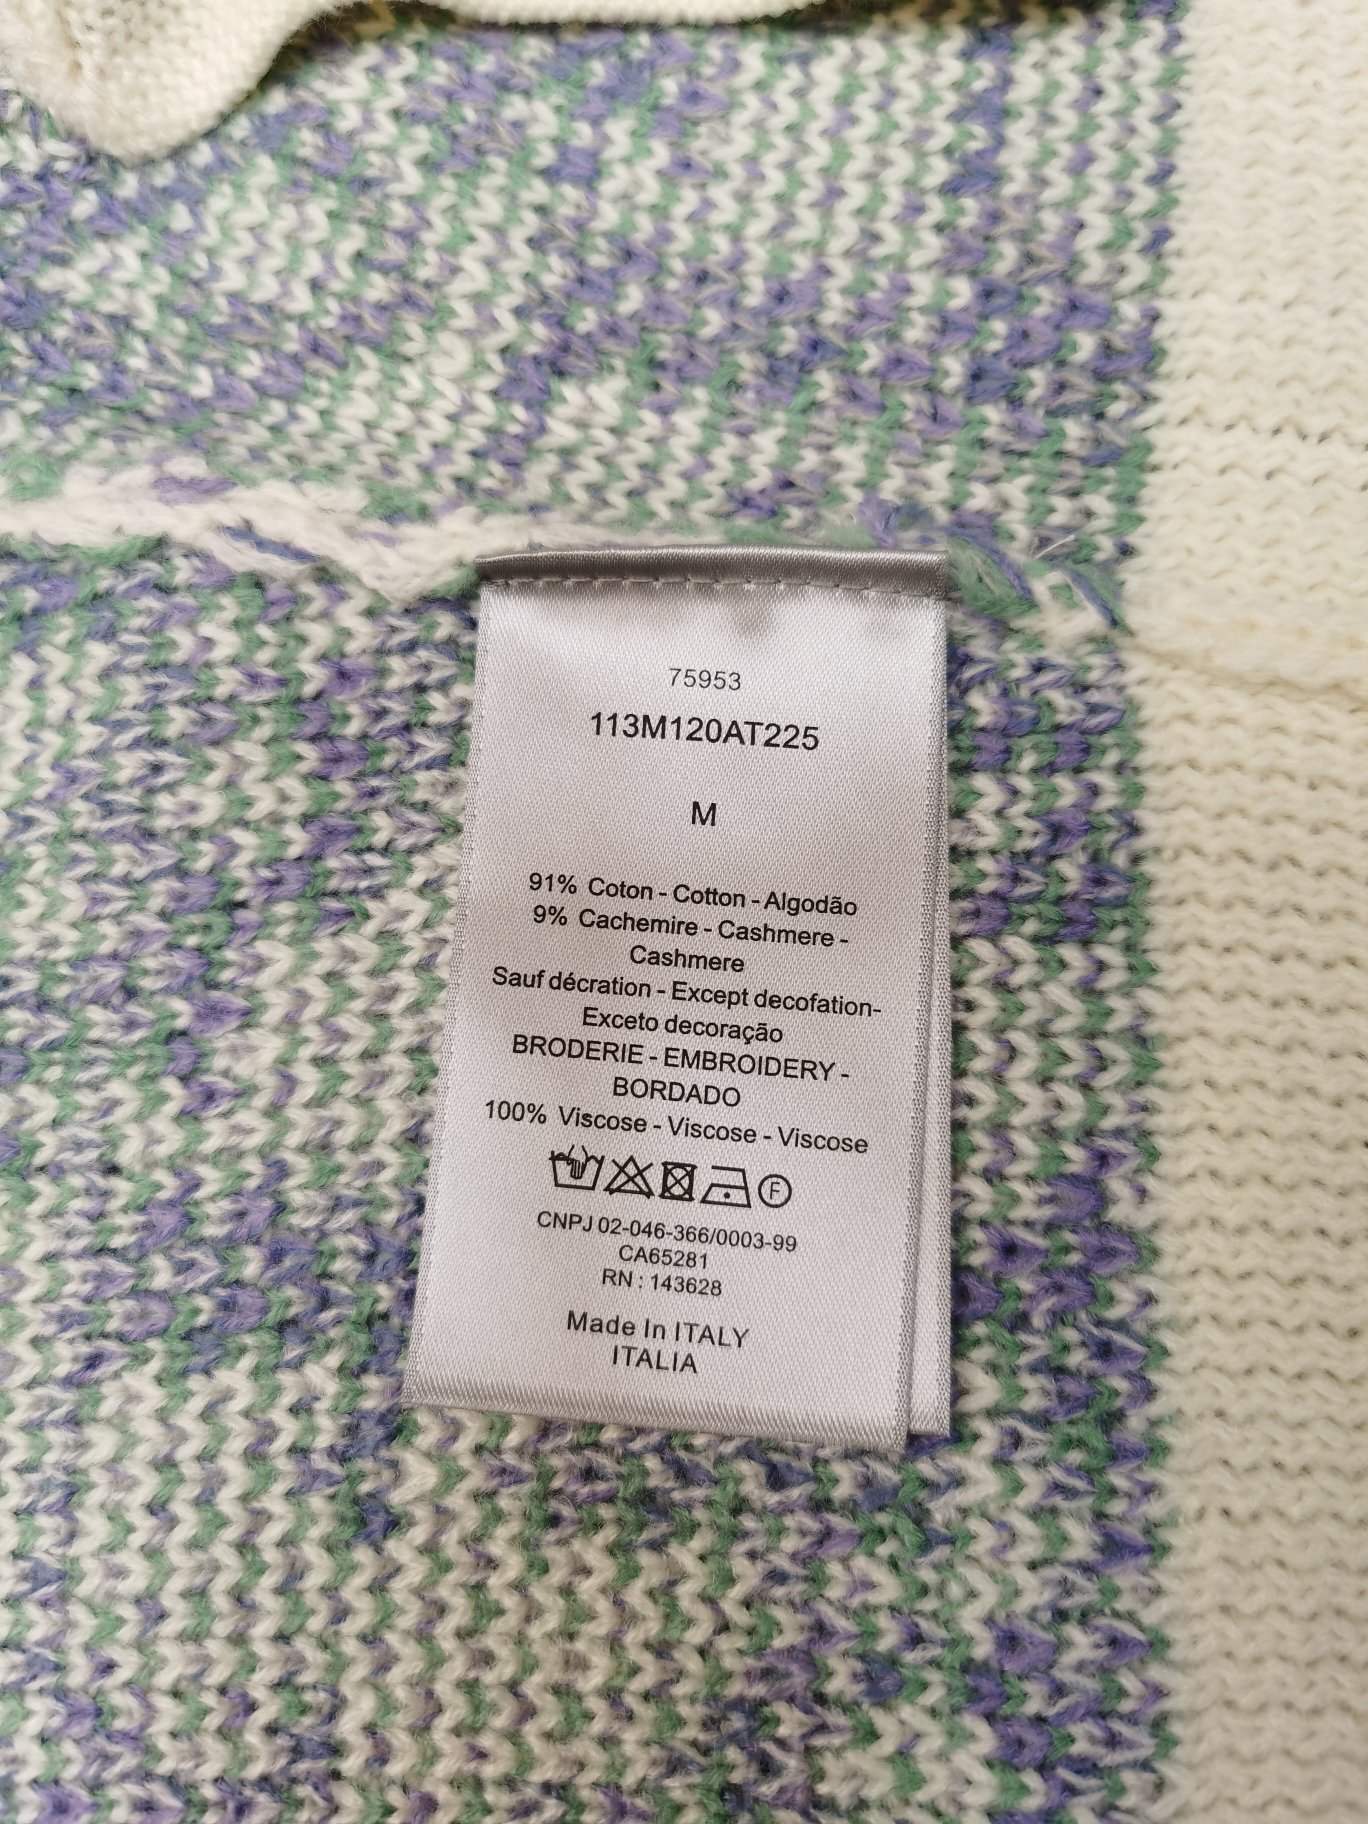 75953
113M120AT225
M
91% Coton - Cotton - Algodão
9% Cachemire - Cashmere -
Cashmere
Sauf décration - Except decofation-
Exceto decoração
BRODERIE - EMBROIDERY -
BORDADO
100% Viscose - Viscose - Viscose
F
CNPJ 02-046-366/0003-99
CA65281
RN : 143628
Made In ITALY
ITALIA